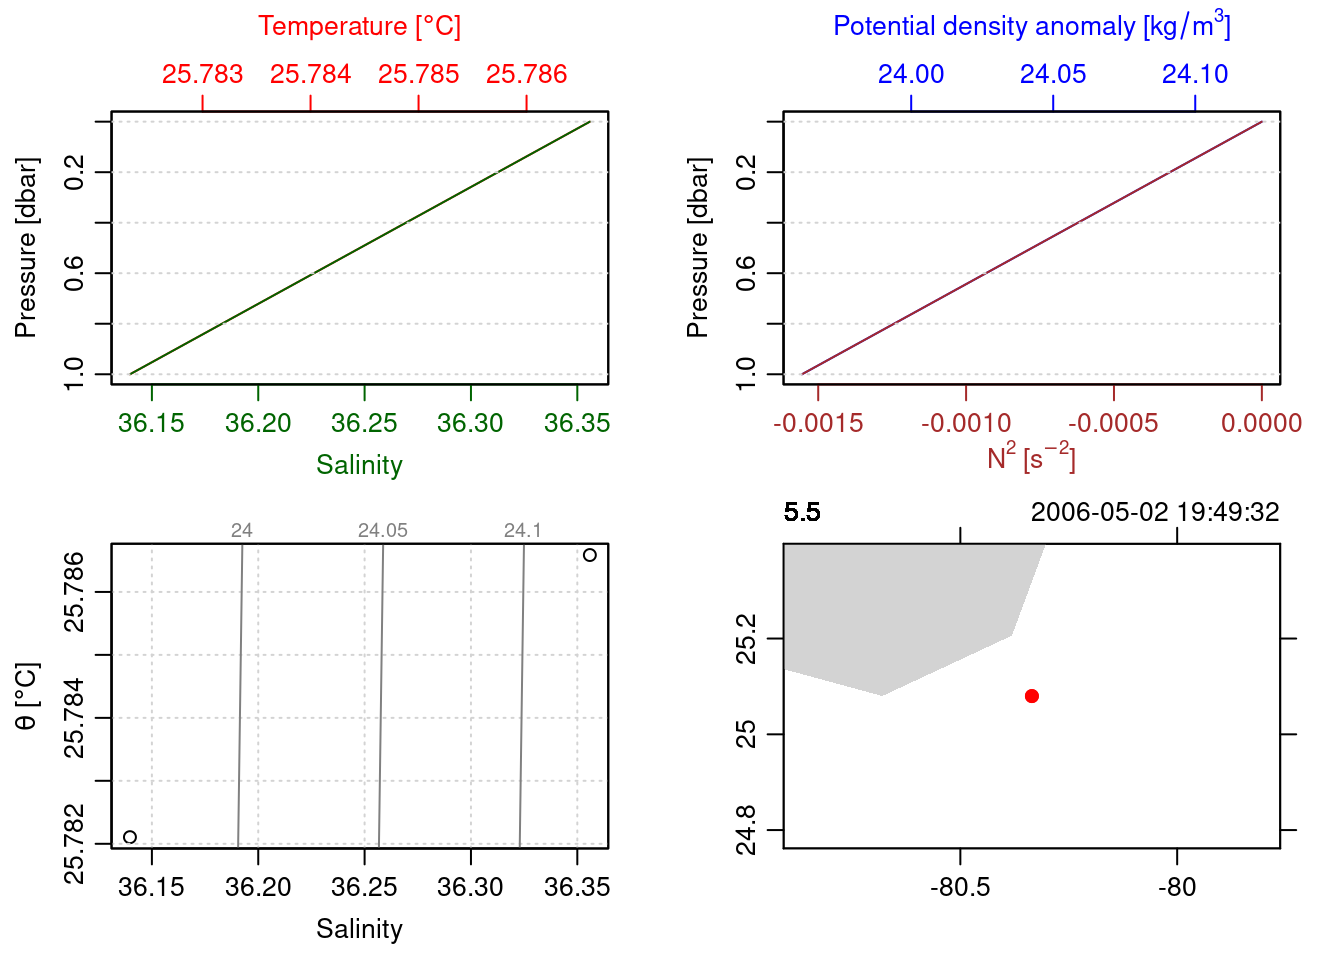 Temperature [°C]
25.783 25.784 25.785 25.786
Pressure [dbar]
0.2
0.6
1.0
36.15 36.20 36.25 36.30 36.35
Salinity
Potential density anomaly [kg/m³]
24.00 24.05 24.10
Pressure [dbar]
0.2
0.6
1.0
-0.0015 -0.0010 -0.0005 0.0000
N² [s⁻²]
24 24.05 24.1
θ [°C]
25.786
25.784
25.782
36.15 36.20 36.25 36.30 36.35
Salinity
5.5 2006-05-02 19:49:32
25.2
25
24.8
-80.5 -80